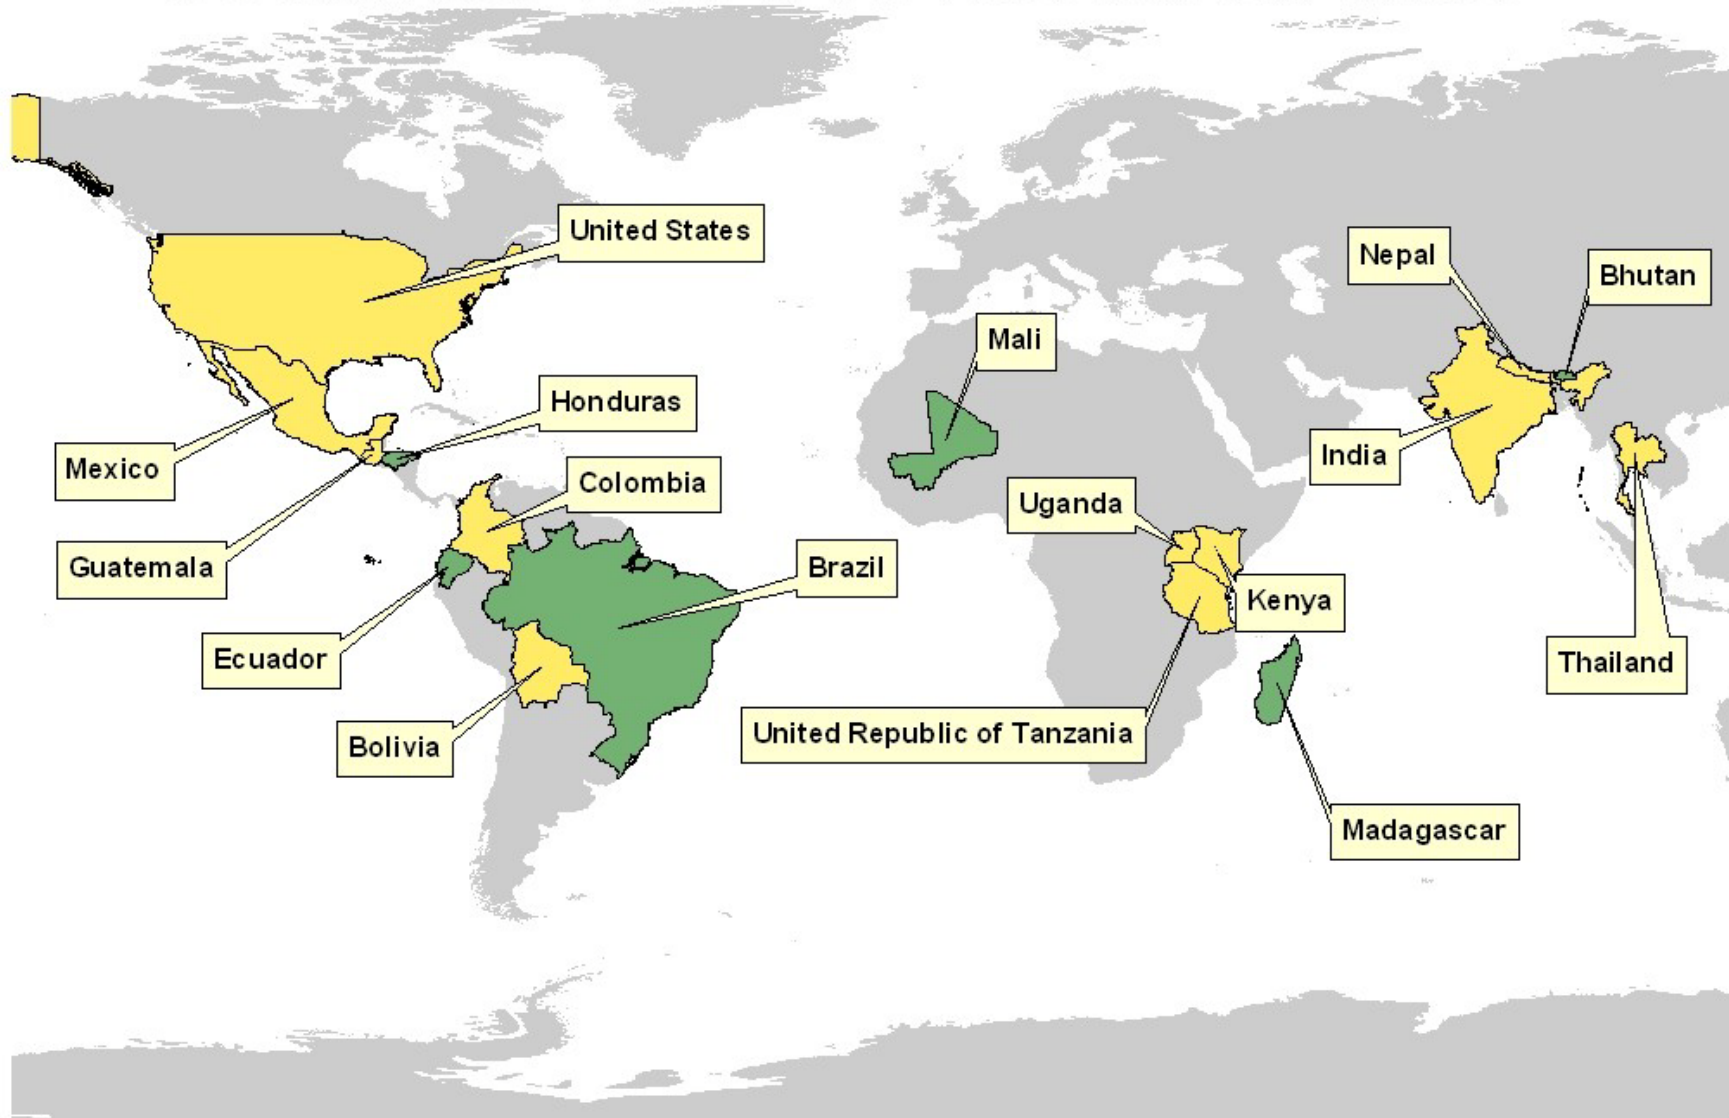 United States
Nepal
Bhutan
Mali
Honduras
Mexico
Colombia
India
Uganda
Guatemala
Brazil
Kenya
Ecuador
Thailand
Bolivia
United Republic of Tanzania
Madagascar